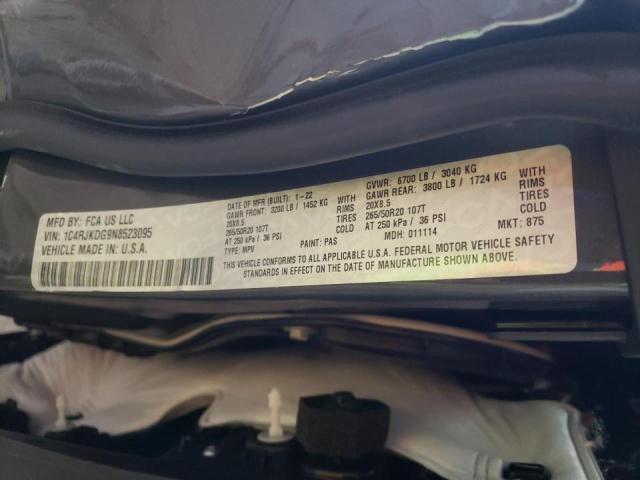 MFD BY: FCA US LLC
VIN: 1C4RJKDG9N8523095
VEHICLE MADE IN U.S.A.
DATE OF MFR (BUILT): 1-22
GAWR FRONT: 3200 LB / 1452 KG WITH
20X8.5 RIMS
265/50R20 107T TIRES
AT 250 kPa / 36 PSI COLD
TYPE: MPV PAINT: PAS
GVWR: 6700 LB / 3040 KG
GAWR REAR: 3800 LB / 1724 KG WITH
20X8.5 RIMS
265/50R20 107T TIRES
AT 250 kPa / 36 PSI COLD
MDH: 011114 MKT: 875
THIS VEHICLE CONFORMS TO ALL APPLICABLE U.S.A. FEDERAL MOTOR VEHICLE SAFETY
STANDARDS IN EFFECT ON THE DATE OF MANUFACTURE SHOWN ABOVE.